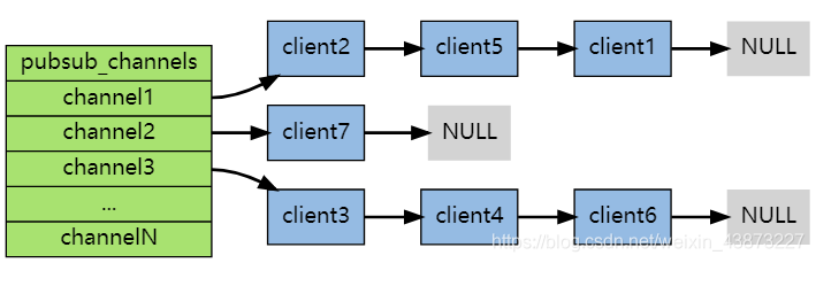 pubsub_channels
channel1
channel2
channel3
...
channelN
client2 client5 client1 NULL
client7 NULL
client3 client4 client6 NULL
https://blog.csdn.net/weixin_43873227